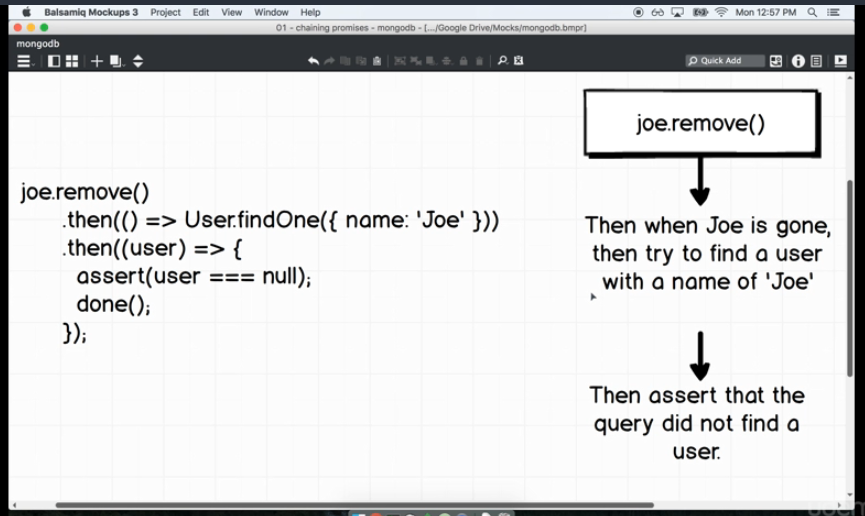 Balsamiq Mockups 3 Project Edit View Window Help
Mon 12:57 PM
01 - chaining promises - mongodb - [.../Google Drive/Mocks/mongodb.bmpr]
mongodb
Quick Add
joe.remove()
.then(() => User.findOne({ name: 'Joe' }))
.then((user) => {
assert(user === null);
done();
});
joe.remove()
Then when Joe is gone,
then try to find a user
with a name of 'Joe'
Then assert that the
query did not find a
user.